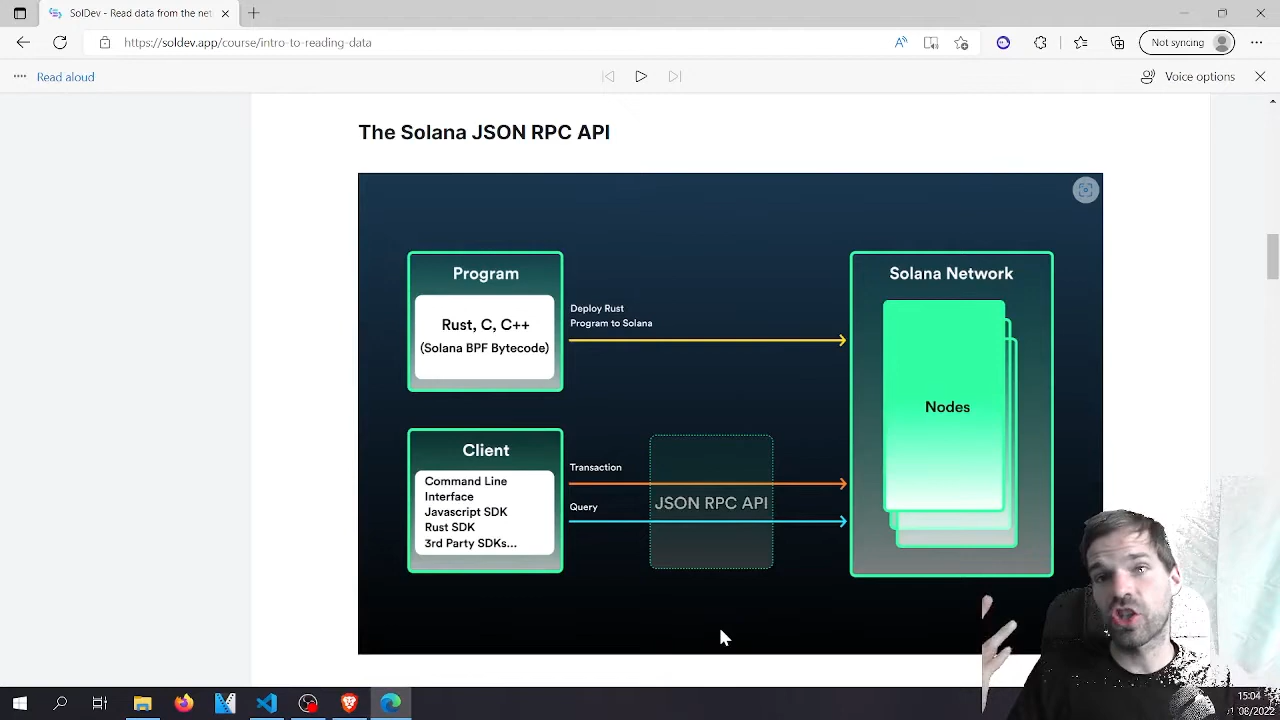 SolDev - Read data from the net
https://soldev.app/course/intro-to-reading-data
Not syncing
Read aloud
Voice options
The Solana JSON RPC API
Program
Rust, C, C++
(Solana BPF Bytecode)
Deploy Rust
Program to Solana
Solana Network
Nodes
Client
Command Line
Interface
Javascript SDK
Rust SDK
3rd Party SDKs...
Transaction
Query
JSON RPC API